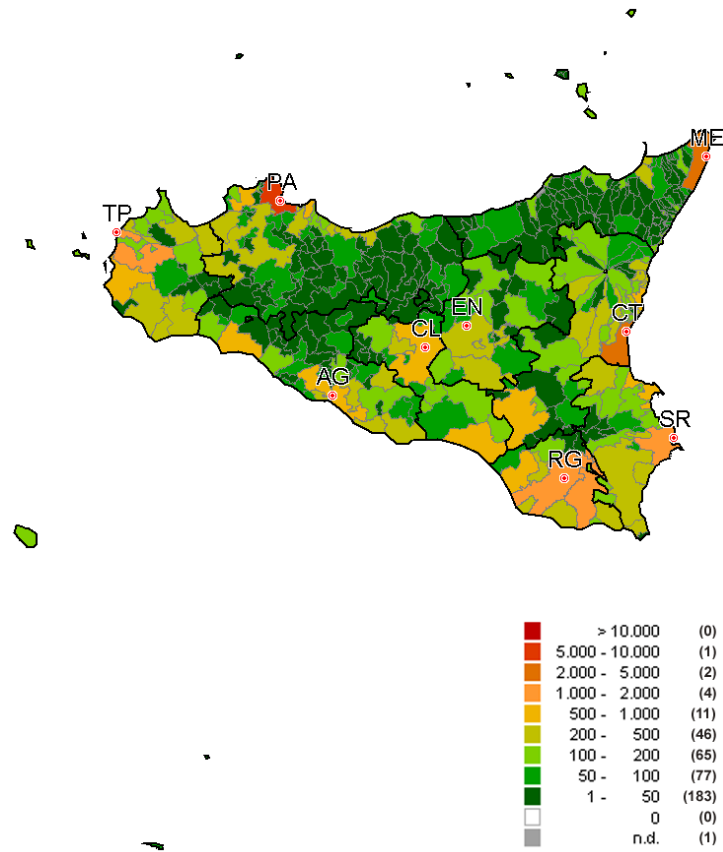 ME
PA
TP
EN
CT
CL
AG
SR
RG
> 10.000 (0)
5.000 - 10.000 (1)
2.000 - 5.000 (2)
1.000 - 2.000 (4)
500 - 1.000 (11)
200 - 500 (46)
100 - 200 (65)
50 - 100 (77)
1 - 50 (183)
0 (0)
n.d. (1)